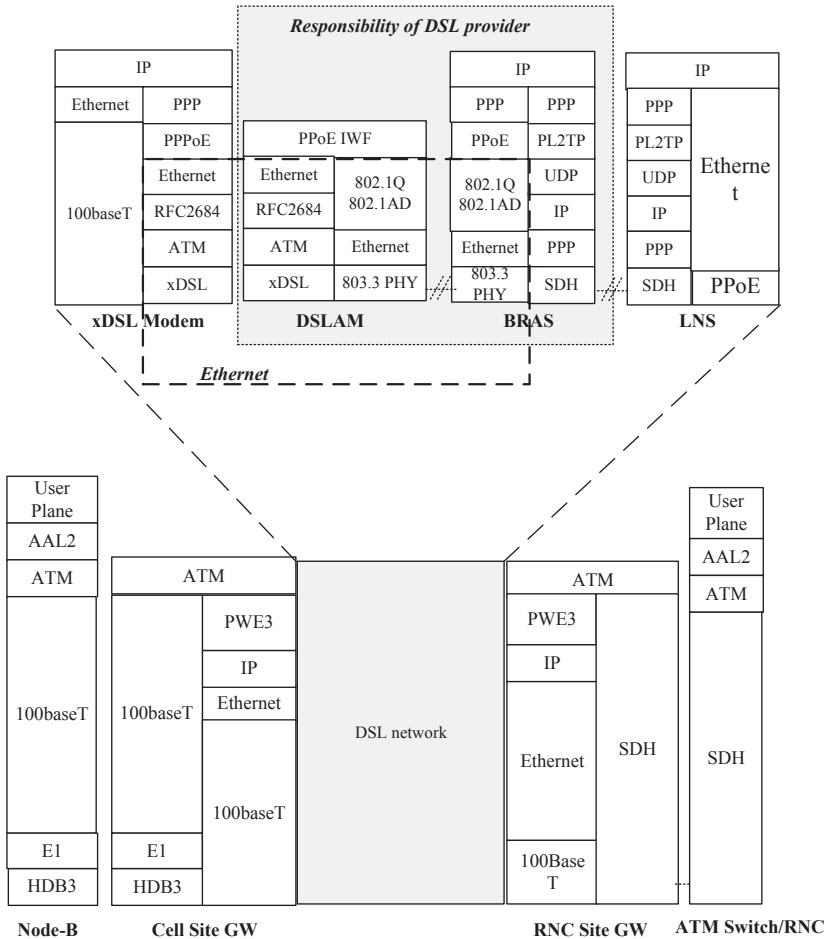 Responsibility of DSL provider
IP
Ethernet
PPP
PPPoE
100baseT
Ethernet
RFC2684
ATM
xDSL
xDSL Modem
PPoE IWF
Ethernet
RFC2684
ATM
xDSL
802.1Q
802.1AD
Ethernet
803.3 PHY
DSLAM
IP
PPP
PPoE
802.1Q
802.1AD
Ethernet
803.3
PHY
PPP
PL2TP
UDP
IP
PPP
SDH
BRAS
IP
PPP
PL2TP
UDP
IP
PPP
SDH
Etherne
t
PPoE
LNS
Ethernet
User
Plane
AAL2
ATM
100baseT
E1
HDB3
Node-B
ATM
100baseT
E1
HDB3
PWE3
IP
Ethernet
100baseT
Cell Site GW
DSL network
ATM
PWE3
IP
Ethernet
100Base
T
SDH
RNC Site GW
User
Plane
AAL2
ATM
SDH
ATM Switch/RNC